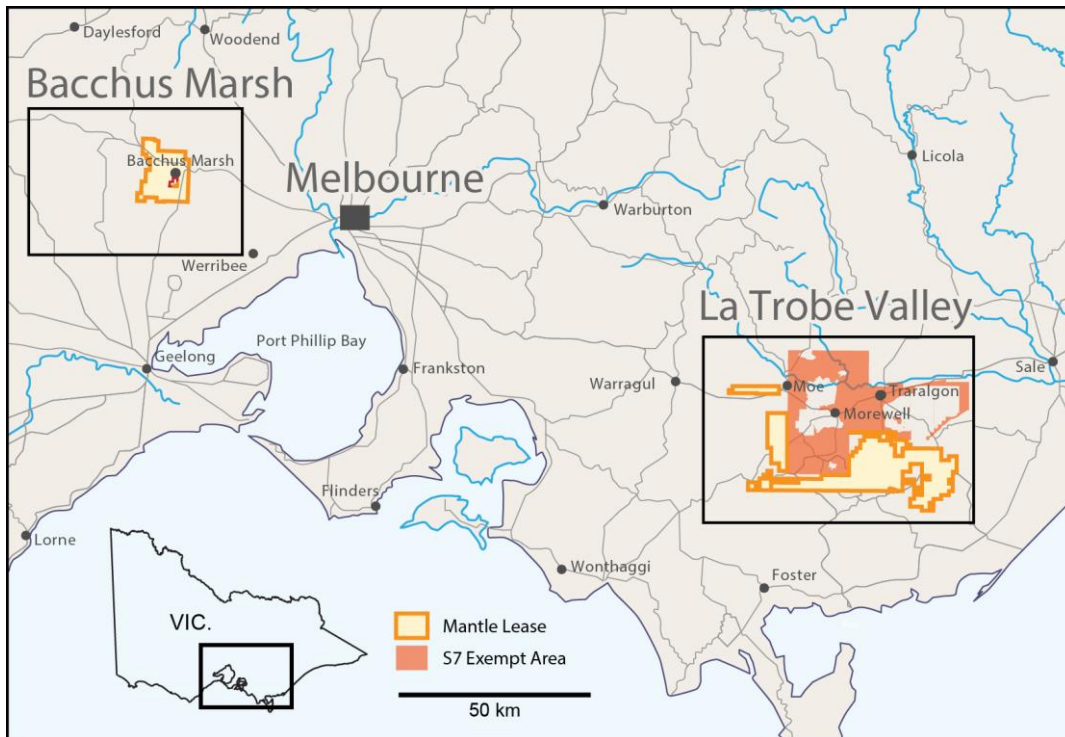 Daylesford
Woodend
Bacchus Marsh
Bacchus Marsh
Melbourne
Licola
Warburton
Werribee
La Trobe Valley
Port Phillip Bay
Geelong
Frankston
Warragul
Moe
Traralgon
Sale
Morewell
Flinders
Lorne
Wonthaggi
Foster
VIC.
Mantle Lease
S7 Exempt Area
50 km